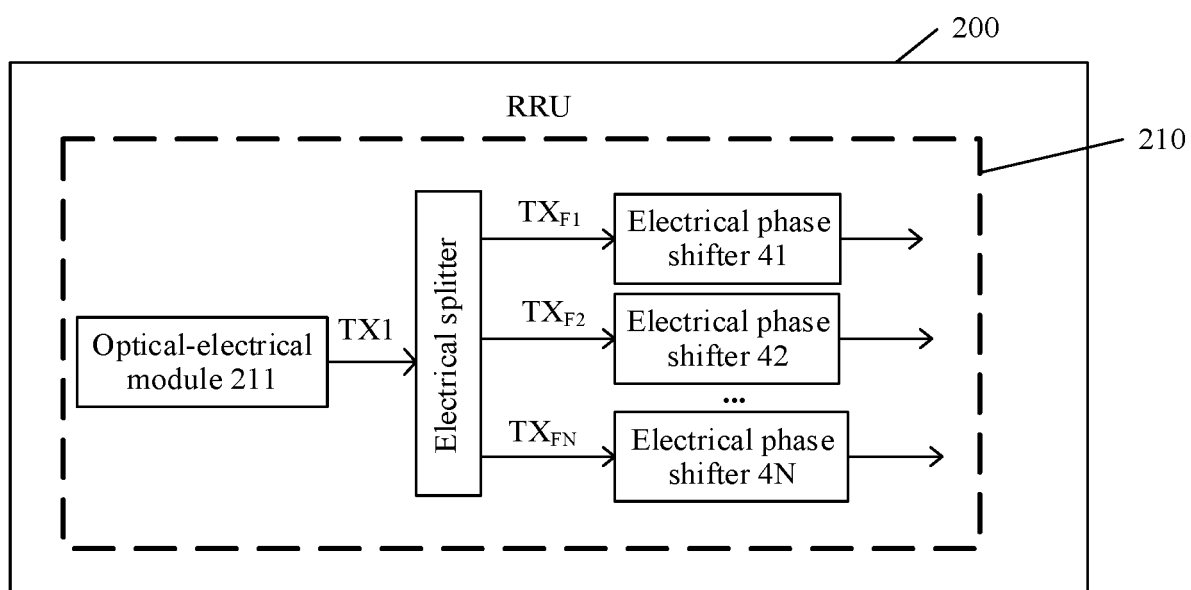 200
RRU
210
TXF1
Electrical phase
shifter 41
Electrical splitter
TXF2
Electrical phase
shifter 42
TX1
Optical-electrical
module 211
...
TXFN
Electrical phase
shifter 4N